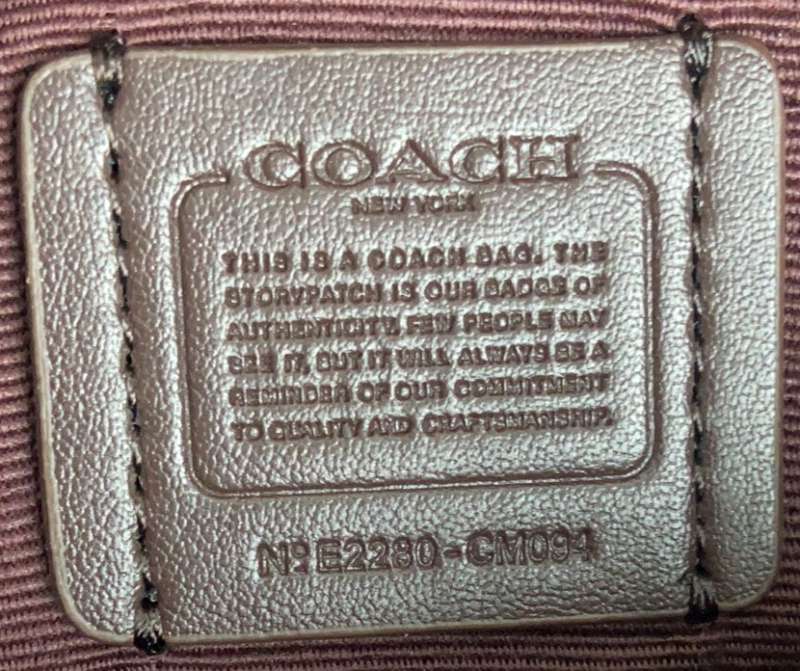 COACH
NEW YORK
THIS IS A COACH BAG. THE
STORYPATCH IS OUR BADGE OF
AUTHENTICITY. FEW PEOPLE MAY
SEE IT, BUT IT WILL ALWAYS BE A
REMINDER OF OUR COMMITMENT
TO QUALITY AND CRAFTSMANSHIP.
Nº E2280-CM094